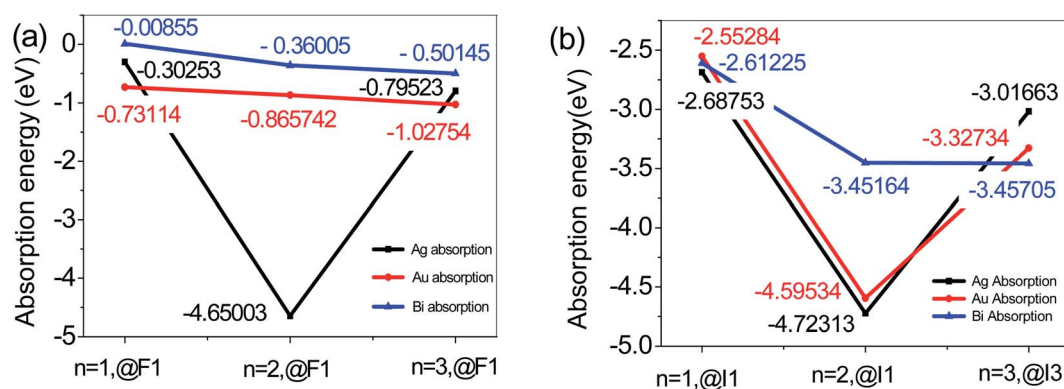 (a)
Absorption energy(eV)
0
-1
-2
-3
-4
-5
-0.00855
- 0.36005
-0.50145
-0.30253
-0.79523
-0.73114
-0.865742
-1.02754
-4.65003
Ag absorption
Au absorption
Bi absorption
n=1,@F1
n=2,@F1
n=3,@F1
(b)
Absorption energy(eV)
-2.5
-3.0
-3.5
-4.0
-4.5
-5.0
-2.55284
-2.61225
-2.68753
-3.01663
-3.32734
-3.45164
-3.45705
-4.59534
-4.72313
Ag Absorption
Au Absorption
Bi Absorption
n=1,@I1
n=2,@I1
n=3,@I3